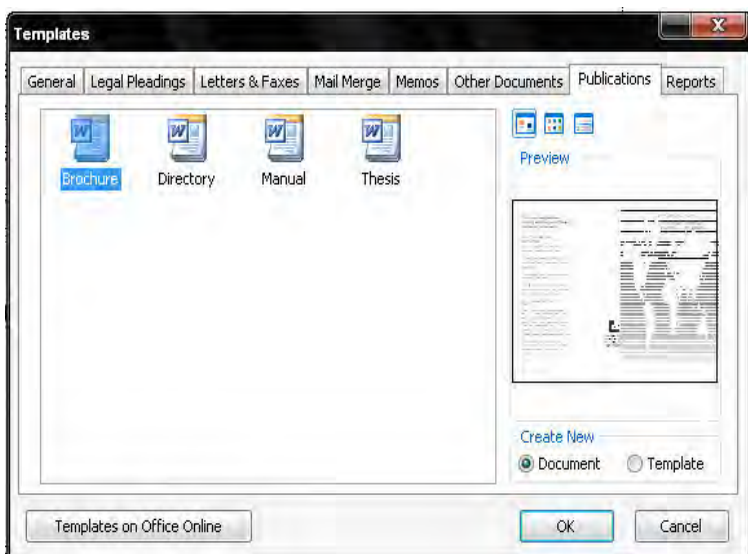 Templates
General Legal Pleadings Letters & Faxes Mail Merge Memos Other Documents Publications Reports
Brochure Directory Manual Thesis
Preview
Create New
Document Template
Templates on Office Online OK Cancel